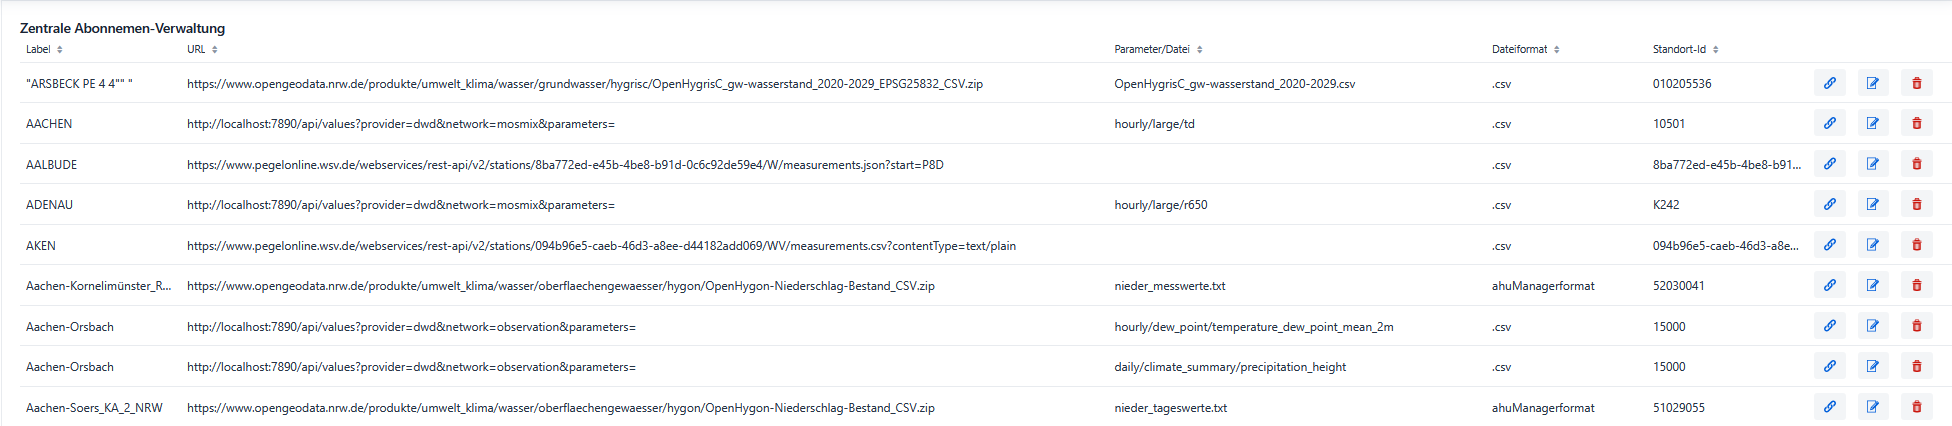 Zentrale Abonnemen-Verwaltung
Label URL Parameter/Datei Dateiformat Standort-Id
"ARSBECK PE 4 4"" " https://www.opengeodata.nrw.de/produkte/umwelt_klima/wasser/grundwasser/hygrisc/OpenHygrisC_gw-wasserstand_2020-2029_EPSG25832_CSV.zip OpenHygrisC_gw-wasserstand_2020-2029.csv .csv 010205536
AACHEN http://localhost:7890/api/values?provider=dwd&network=mosmix&parameters= hourly/large/td .csv 10501
AALBUDE https://www.pegelonline.wsv.de/webservices/rest-api/v2/stations/8ba772ed-e45b-4be8-b91d-0c6c92de59e4/W/measurements.json?start=P8D .csv 8ba772ed-e45b-4be8-b91...
ADENAU http://localhost:7890/api/values?provider=dwd&network=mosmix&parameters= hourly/large/r650 .csv K242
AKEN https://www.pegelonline.wsv.de/webservices/rest-api/v2/stations/094b96e5-caeb-46d3-a8ee-d44182add069/WV/measurements.csv?contentType=text/plain .csv 094b96e5-caeb-46d3-a8e...
Aachen-Kornelimünster_R... https://www.opengeodata.nrw.de/produkte/umwelt_klima/wasser/oberflaechengewaesser/hygon/OpenHygon-Niederschlag-Bestand_CSV.zip nieder_messwerte.txt ahuManagerformat 52030041
Aachen-Orsbach http://localhost:7890/api/values?provider=dwd&network=observation&parameters= hourly/dew_point/temperature_dew_point_mean_2m .csv 15000
Aachen-Orsbach http://localhost:7890/api/values?provider=dwd&network=observation&parameters= daily/climate_summary/precipitation_height .csv 15000
Aachen-Soers_KA_2_NRW https://www.opengeodata.nrw.de/produkte/umwelt_klima/wasser/oberflaechengewaesser/hygon/OpenHygon-Niederschlag-Bestand_CSV.zip nieder_tageswerte.txt ahuManagerformat 51029055